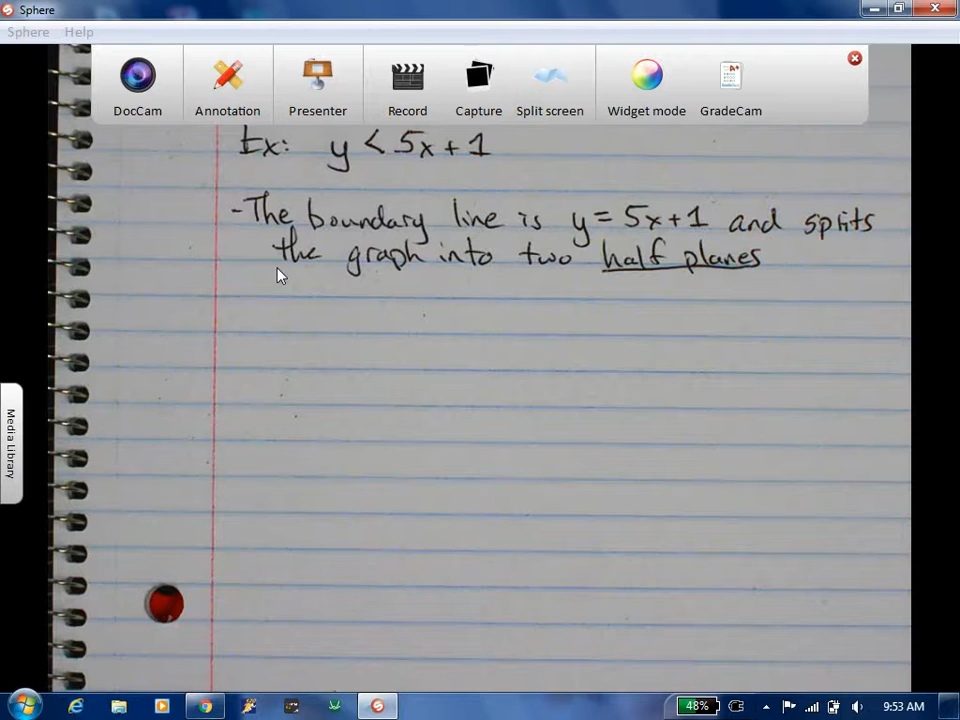 Sphere
Sphere Help
DocCam Annotation Presenter Record Capture Split screen Widget mode GradeCam
A+
Ex: y < 5x + 1
- The boundary line is y = 5x + 1 and splits
the graph into two half planes
Media Library
48% 9:53 AM